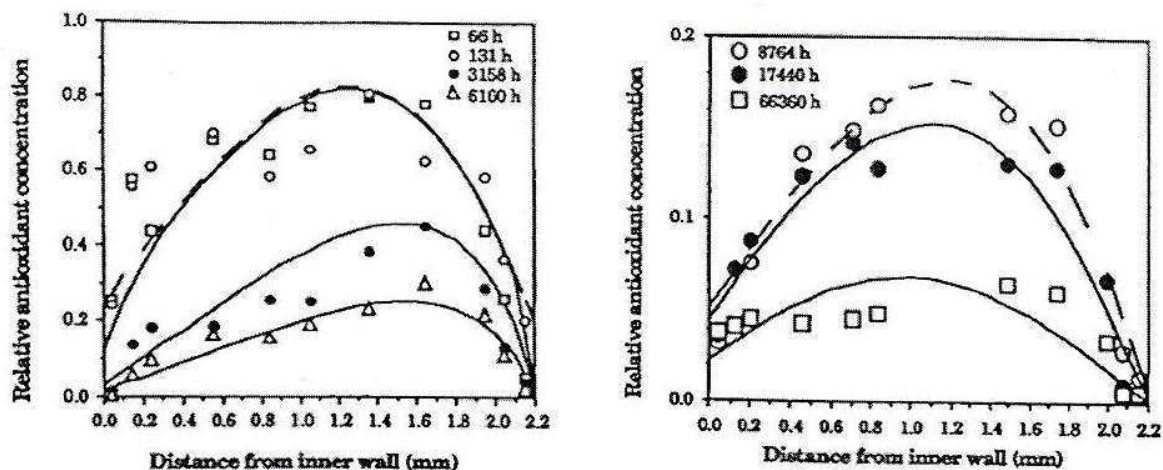 Relative antioxidant concentration
1.0
0.8
0.6
0.4
0.2
0.0
66 h
131 h
3158 h
6160 h
0.0 0.2 0.4 0.6 0.8 1.0 1.2 1.4 1.6 1.8 2.0 2.2
Distance from inner wall (mm)
Relative antioxidant concentration
0.2
0.1
0.0
8764 h
17440 h
66360 h
0.0 0.2 0.4 0.6 0.8 1.0 1.2 1.4 1.6 1.8 2.0 2.2
Distance from inner wall (mm)